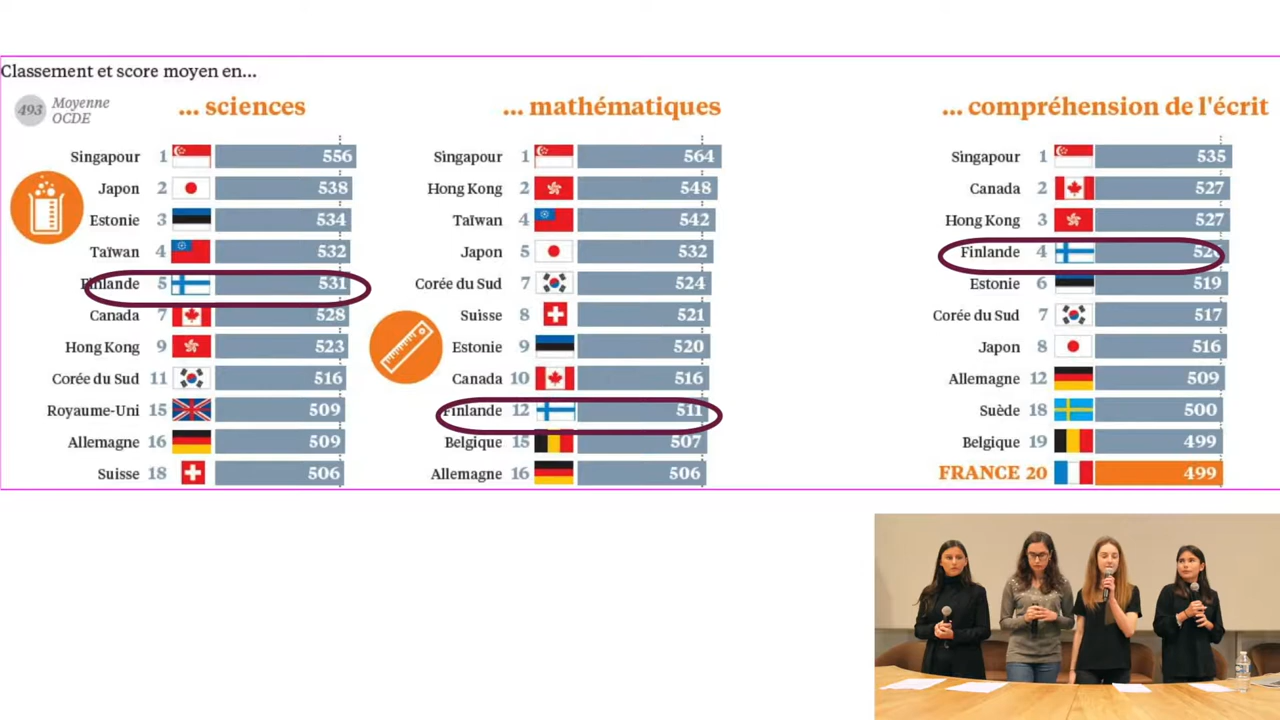 Classement et score moyen en...
493 Moyenne
OCDE
... sciences
Singapour 1 556
Japon 2 538
Estonie 3 534
Taïwan 4 532
Finlande 5 531
Canada 7 528
Hong Kong 9 523
Corée du Sud 11 516
Royaume-Uni 15 509
Allemagne 16 509
Suisse 18 506
... mathématiques
Singapour 1 564
Hong Kong 2 548
Taïwan 4 542
Japon 5 532
Corée du Sud 7 524
Suisse 8 521
Estonie 9 520
Canada 10 516
Finlande 12 511
Belgique 15 507
Allemagne 16 506
... compréhension de l'écrit
Singapour 1 535
Canada 2 527
Hong Kong 3 527
Finlande 4
Estonie 6 519
Corée du Sud 7 517
Japon 8 516
Allemagne 12 509
Suède 18 500
Belgique 19 499
FRANCE 20 499